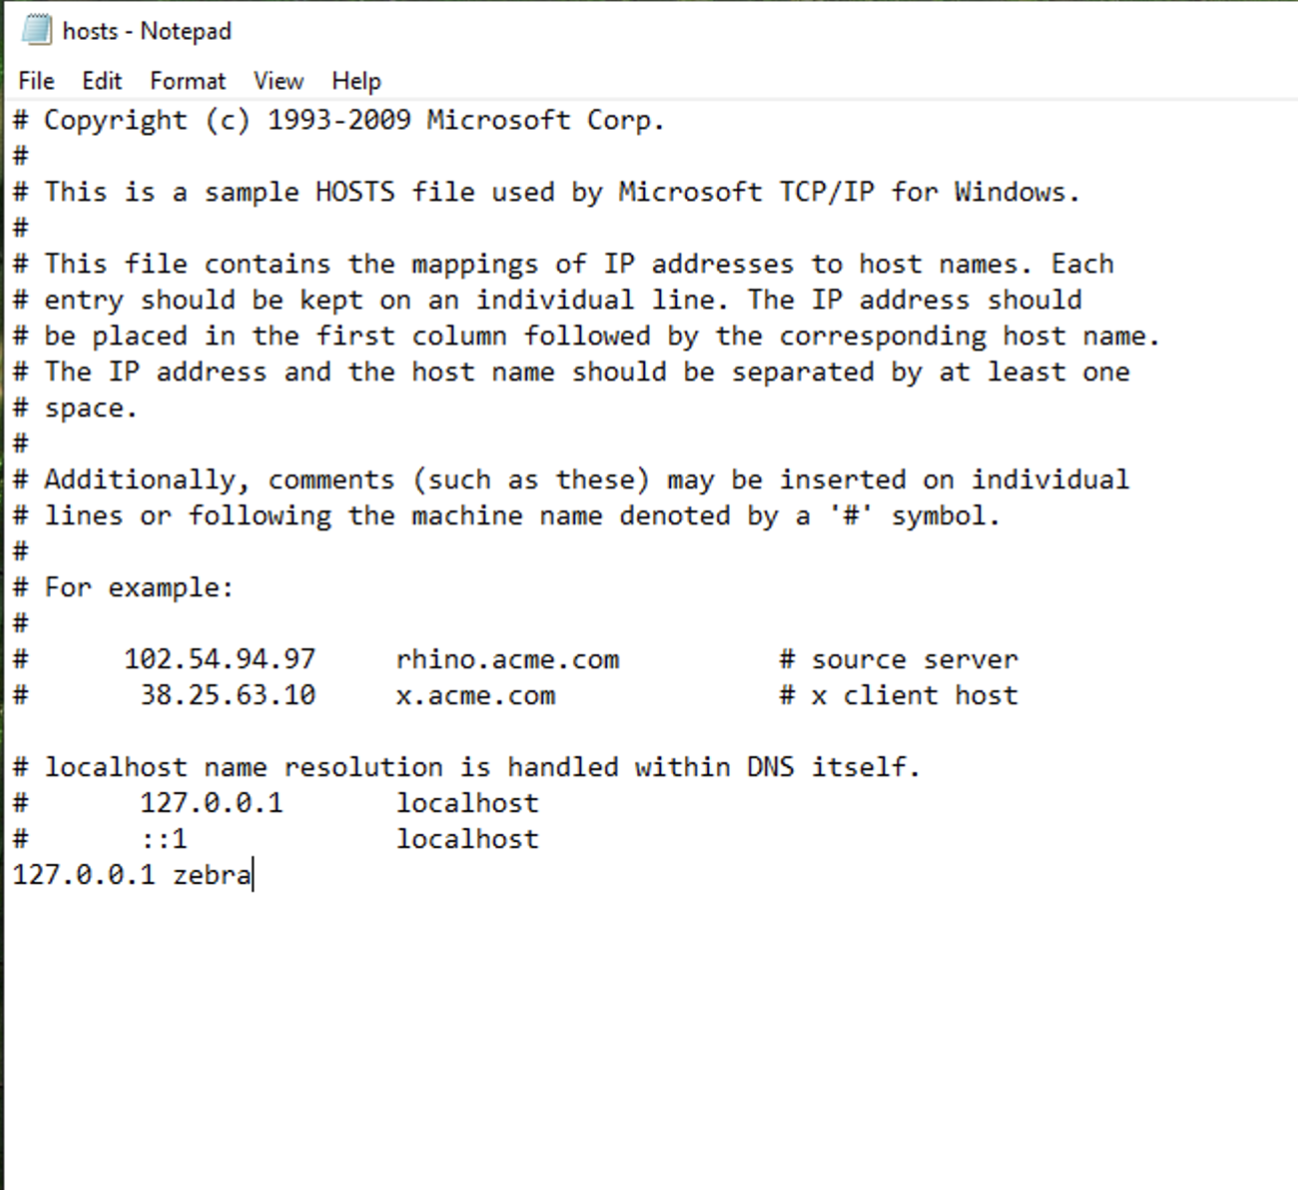 hosts - Notepad
File Edit Format View Help
# Copyright (c) 1993-2009 Microsoft Corp.
#
# This is a sample HOSTS file used by Microsoft TCP/IP for Windows.
#
# This file contains the mappings of IP addresses to host names. Each
# entry should be kept on an individual line. The IP address should
# be placed in the first column followed by the corresponding host name.
# The IP address and the host name should be separated by at least one
# space.
#
# Additionally, comments (such as these) may be inserted on individual
# lines or following the machine name denoted by a '#' symbol.
#
# For example:
#
#      102.54.94.97     rhino.acme.com          # source server
#       38.25.63.10     x.acme.com              # x client host

# localhost name resolution is handled within DNS itself.
#       127.0.0.1       localhost
#       ::1             localhost
127.0.0.1 zebra